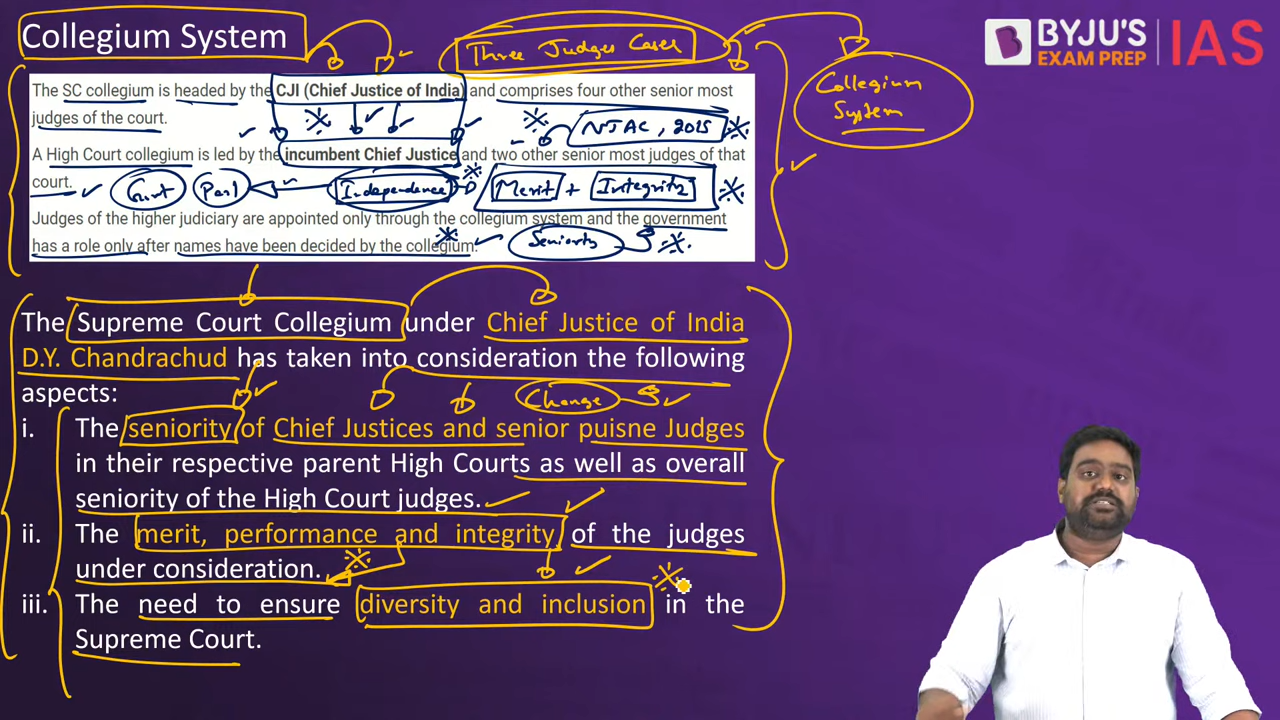 Collegium System
Three Judges Cases
BYJU'S
EXAM PREP
IAS
Collegium
System
The SC collegium is headed by the CJI (Chief Justice of India) and comprises four other senior most
judges of the court.
NJAC, 2015
A High Court collegium is led by the incumbent Chief Justice and two other senior most judges of that
court.
Govt
Parl
Independence
Merit + Integrity
Judges of the higher judiciary are appointed only through the collegium system and the government
has a role only after names have been decided by the collegium.
Seniority
The Supreme Court Collegium under Chief Justice of India
D.Y. Chandrachud has taken into consideration the following
aspects:
Change
i. The seniority of Chief Justices and senior puisne Judges
in their respective parent High Courts as well as overall
seniority of the High Court judges.
ii. The merit, performance and integrity of the judges
under consideration.
iii. The need to ensure diversity and inclusion in the
Supreme Court.